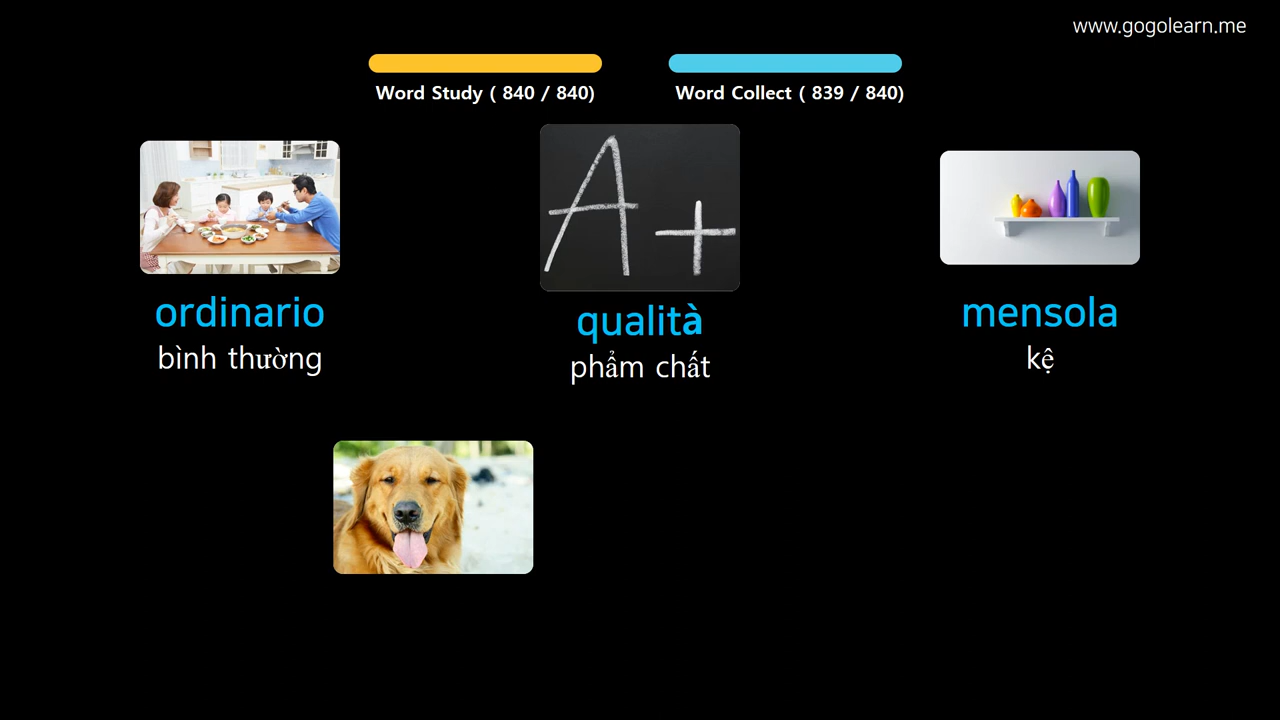 www.gogolearn.me
Word Study ( 840 / 840)
Word Collect ( 839 / 840)
A+
ordinario
bình thường
qualità
phẩm chất
mensola
kệ